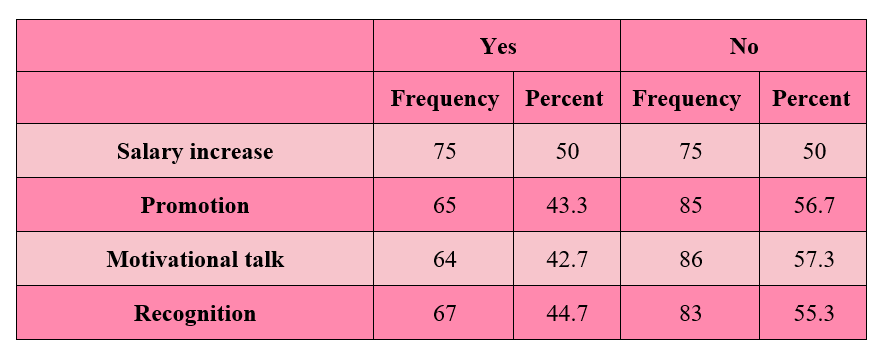 Yes No
Frequency Percent Frequency Percent
Salary increase 75 50 75 50
Promotion 65 43.3 85 56.7
Motivational talk 64 42.7 86 57.3
Recognition 67 44.7 83 55.3